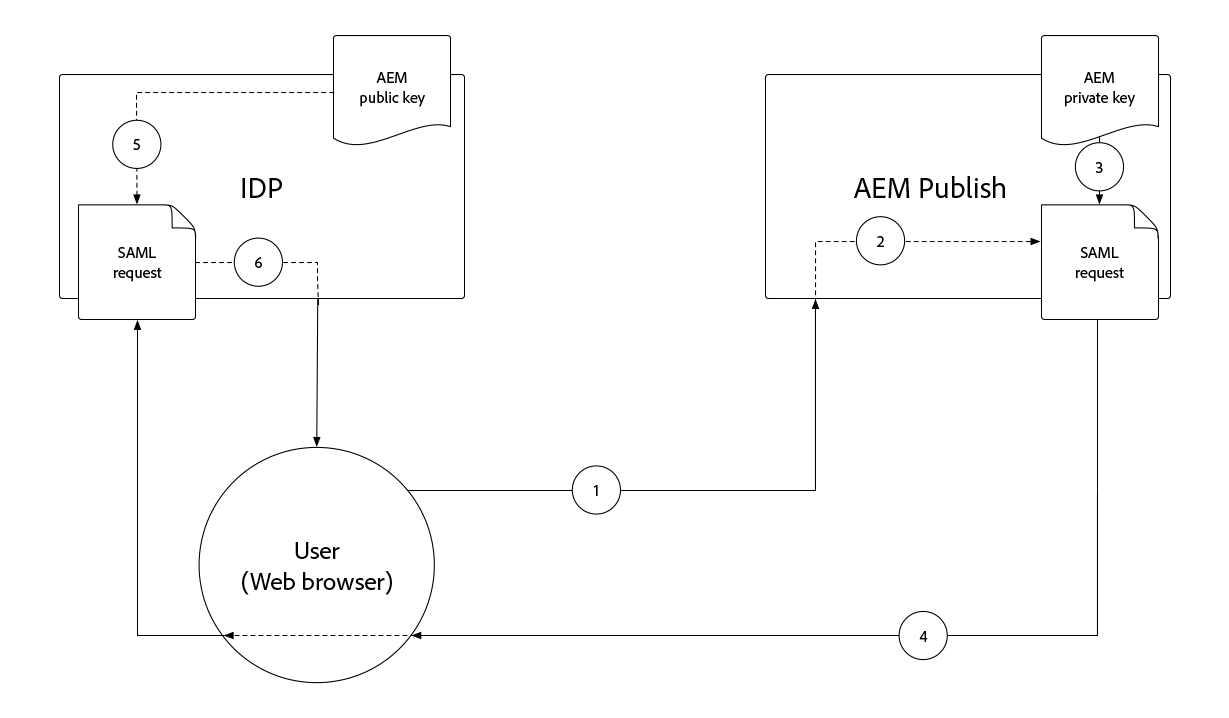 AEM
public key
AEM
private key
5
3
IDP
AEM Publish
2
SAML
request
6
SAML
request
1
User
(Web browser)
4